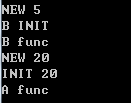 NEW 5
B INIT
B func
NEW 20
INIT 20
A func